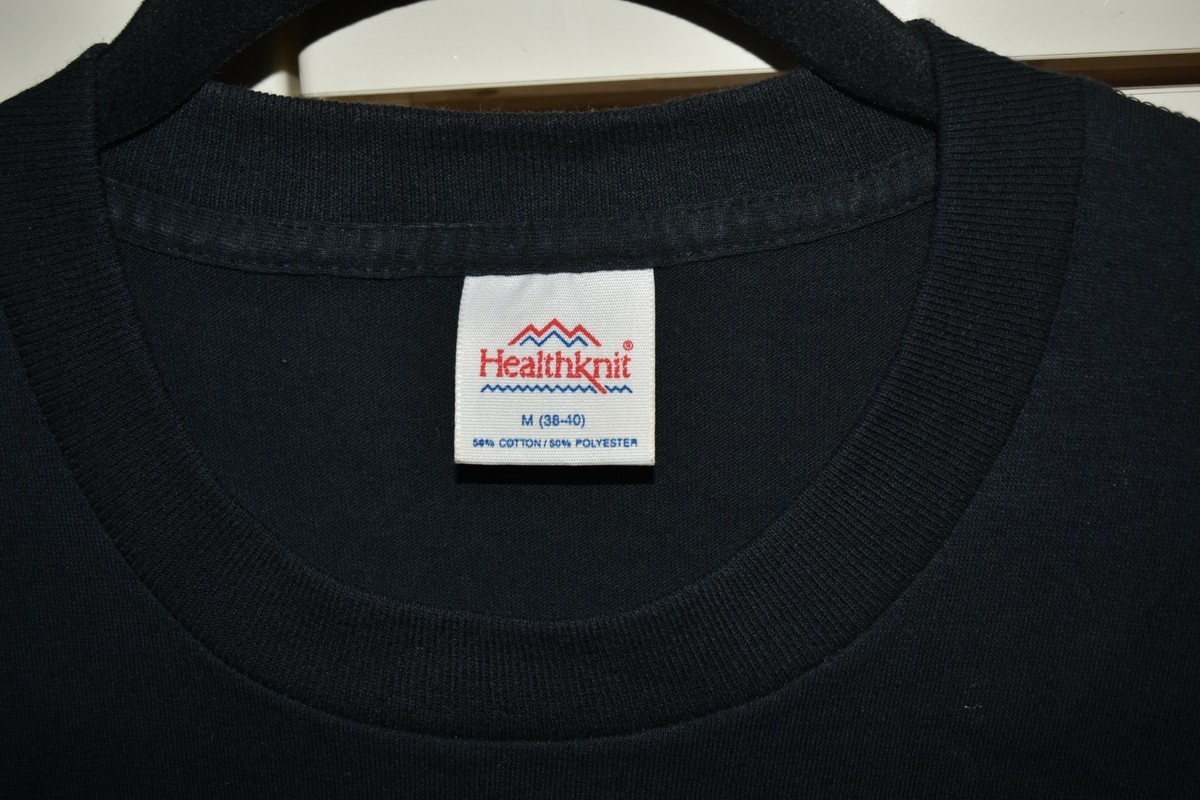 Healthknit®
M (38-40)
50% COTTON / 50% POLYESTER